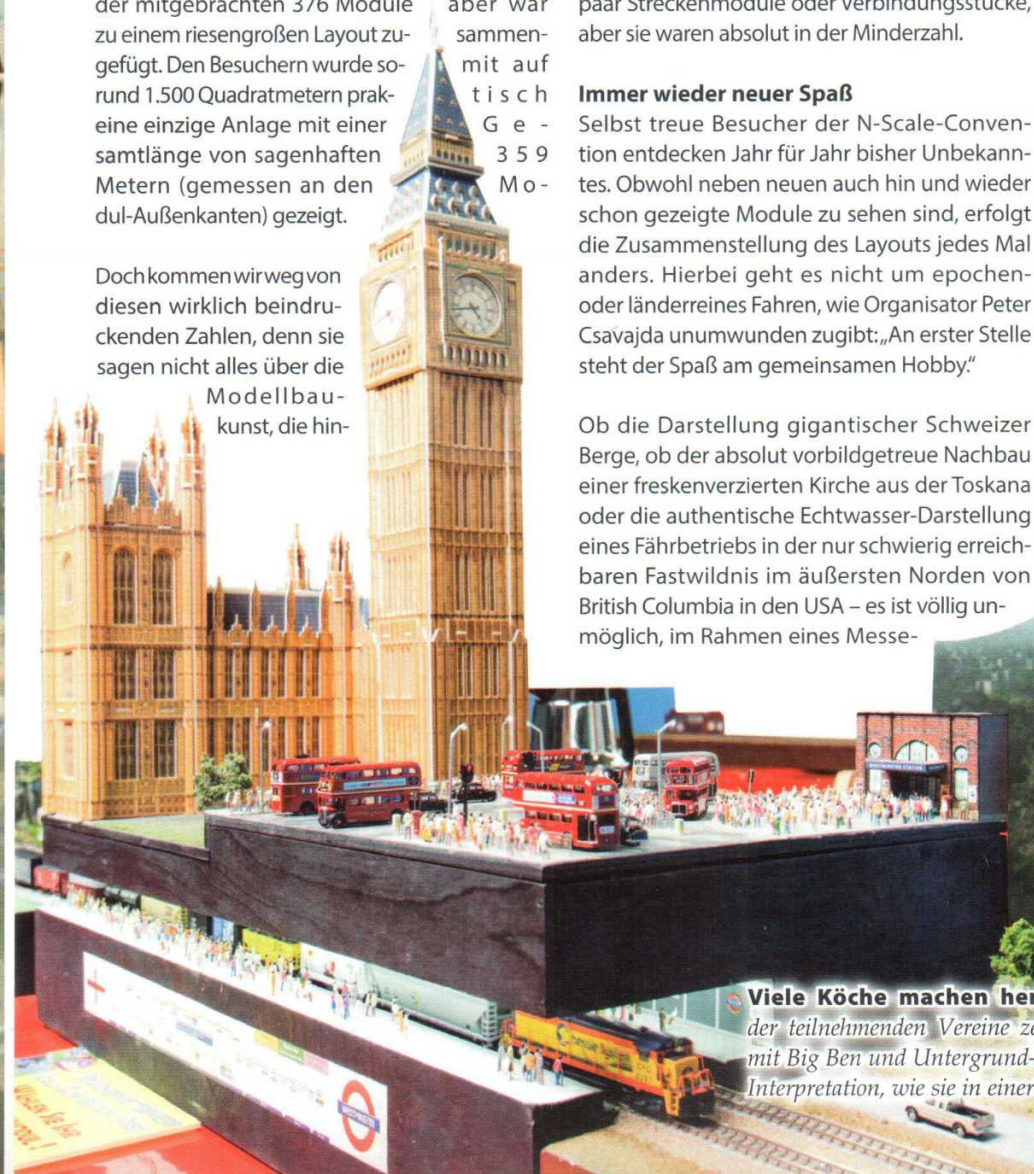 der mitgebrachten 376 Module aber war
zu einem riesengroßen Layout zu- sammen-
gefügt. Den Besuchern wurde so- mit auf
rund 1.500 Quadratmetern prak- tisch
eine einzige Anlage mit einer Ge-
samtlänge von sagenhaften 359
Metern (gemessen an den Mo-
dul-Außenkanten) gezeigt.
Doch kommen wir weg von
diesen wirklich beindru-
ckenden Zahlen, denn sie
sagen nicht alles über die
Modellbau-
kunst, die hin-
paar Streckenmodule oder Verbindungsstücke,
aber sie waren absolut in der Minderzahl.
Immer wieder neuer Spaß
Selbst treue Besucher der N-Scale-Conven-
tion entdecken Jahr für Jahr bisher Unbekann-
tes. Obwohl neben neuen auch hin und wieder
schon gezeigte Module zu sehen sind, erfolgt
die Zusammenstellung des Layouts jedes Mal
anders. Hierbei geht es nicht um epochen-
oder länderreines Fahren, wie Organisator Peter
Csavajda unumwunden zugibt: „An erster Stelle
steht der Spaß am gemeinsamen Hobby."
Ob die Darstellung gigantischer Schweizer
Berge, ob der absolut vorbildgetreue Nachbau
einer freskenverzierten Kirche aus der Toskana
oder die authentische Echtwasser-Darstellung
eines Fährbetriebs in der nur schwierig erreich-
baren Fastwildnis im äußersten Norden von
British Columbia in den USA – es ist völlig un-
möglich, im Rahmen eines Messe-
WESTMINSTER STATION
WESTMINSTER
Viele Köche machen her
der teilnehmenden Vereine ze
mit Big Ben und Untergrund-
Interpretation, wie sie in einer